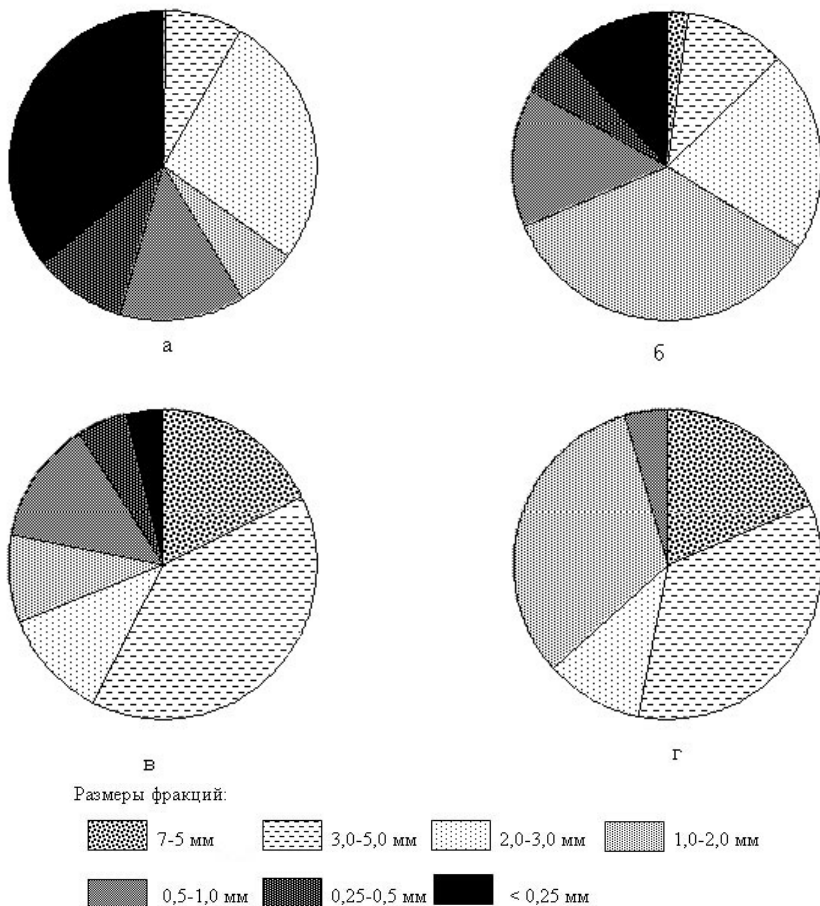 а
б
в
г
Размеры фракций:
7-5 мм
3,0-5,0 мм
2,0-3,0 мм
1,0-2,0 мм
0,5-1,0 мм
0,25-0,5 мм
< 0,25 мм